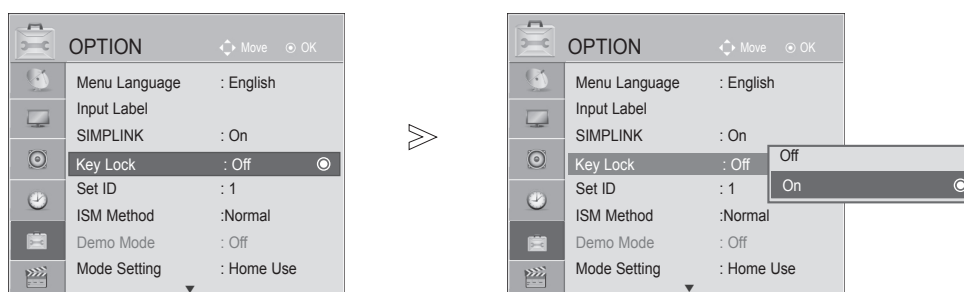 OPTION Move OK
Menu Language : English
Input Label
SIMPLINK : On
Key Lock : Off
Set ID : 1
ISM Method :Normal
Demo Mode : Off
Mode Setting : Home Use
OPTION Move OK
Menu Language : English
Input Label
SIMPLINK : On
Key Lock : Off
Set ID : 1
ISM Method :Normal
Demo Mode : Off
Mode Setting : Home Use
Off
On